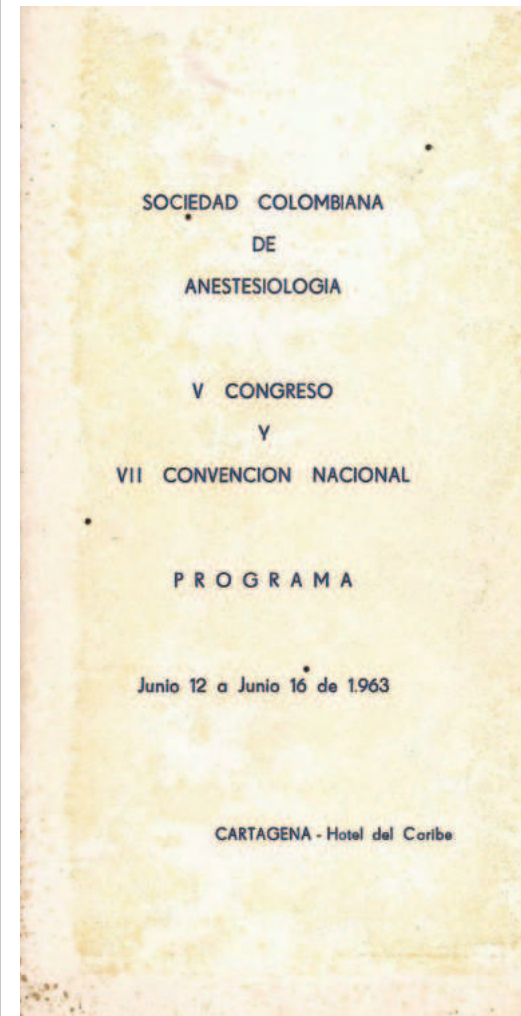 SOCIEDAD COLOMBIANA
DE
ANESTESIOLOGIA
V CONGRESO
Y
VII CONVENCION NACIONAL
PROGRAMA
Junio 12 a Junio 16 de 1.963
CARTAGENA - Hotel del Caribe